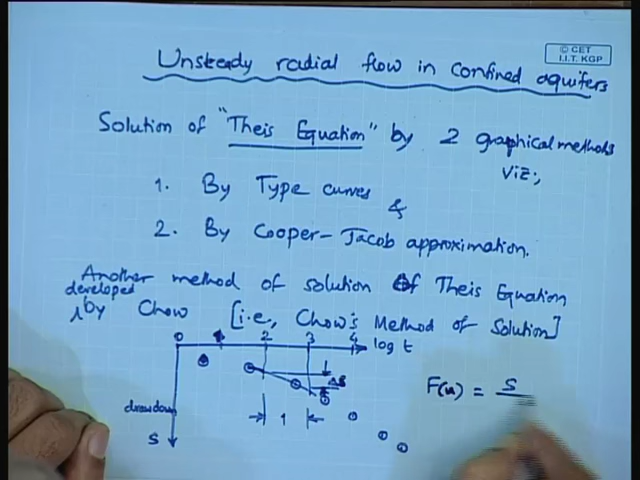 © CET
I.I.T. KGP
Unsteady radial flow in confined aquifers
Solution of "Theis Equation" by 2 graphical methods
viz;,
1. By Type curves &
2. By Cooper-Jacob approximation.
Another method of solution of Theis Equation
developed
by Chow [i.e, Chow's Method of Solution]
0 1 2 3 4
log t
Δs
drawdown
s
1
F(u) = s